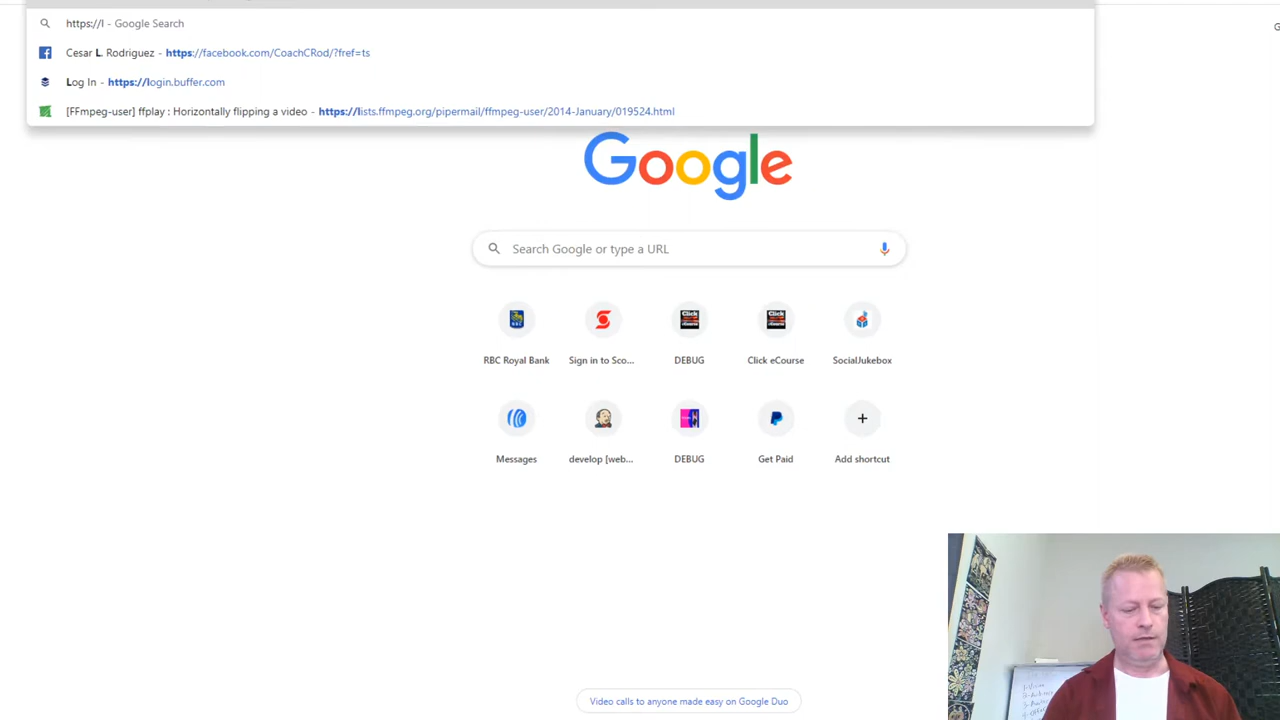 https://l - Google Search
Cesar L. Rodriguez - https://facebook.com/CoachCRod/?fref=ts
Log In - https://login.buffer.com
[FFmpeg-user] ffplay : Horizontally flipping a video - https://lists.ffmpeg.org/pipermail/ffmpeg-user/2014-January/019524.html
Google
Search Google or type a URL
RBC Royal Bank
Sign in to Sco...
DEBUG
Click eCourse
SocialJukebox
Messages
develop [web...
DEBUG
Get Paid
Add shortcut
Video calls to anyone made easy on Google Duo